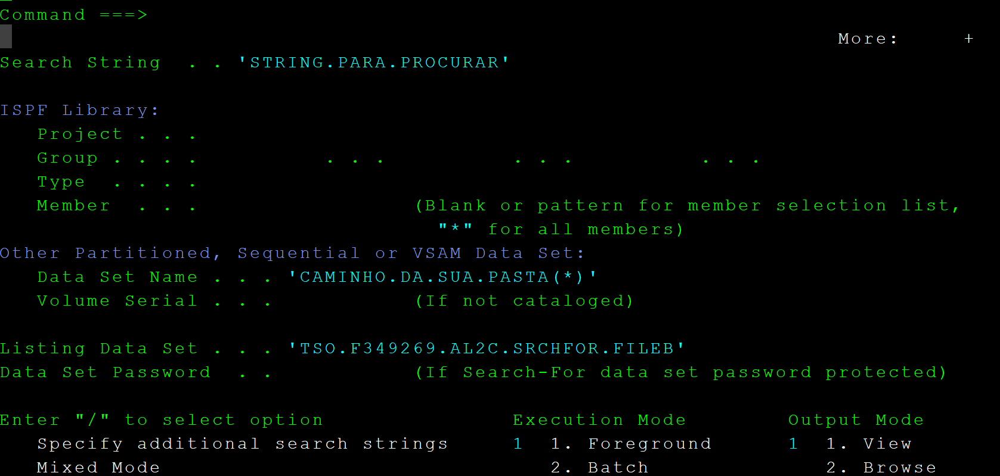 Command ===>
More: +
Search String . . 'STRING.PARA.PROCURAR'
ISPF Library:
Project . . .
Group . . . . . . . . . . . . .
Type . . . .
Member . . . (Blank or pattern for member selection list,
"*" for all members)
Other Partitioned, Sequential or VSAM Data Set:
Data Set Name . . . 'CAMINHO.DA.SUA.PASTA(*)'
Volume Serial . . . (If not cataloged)
Listing Data Set . . . 'TSO.F349269.AL2C.SRCHFOR.FILEB'
Data Set Password . . (If Search-For data set password protected)
Enter "/" to select option Execution Mode Output Mode
Specify additional search strings 1 1. Foreground 1 1. View
Mixed Mode 2. Batch 2. Browse